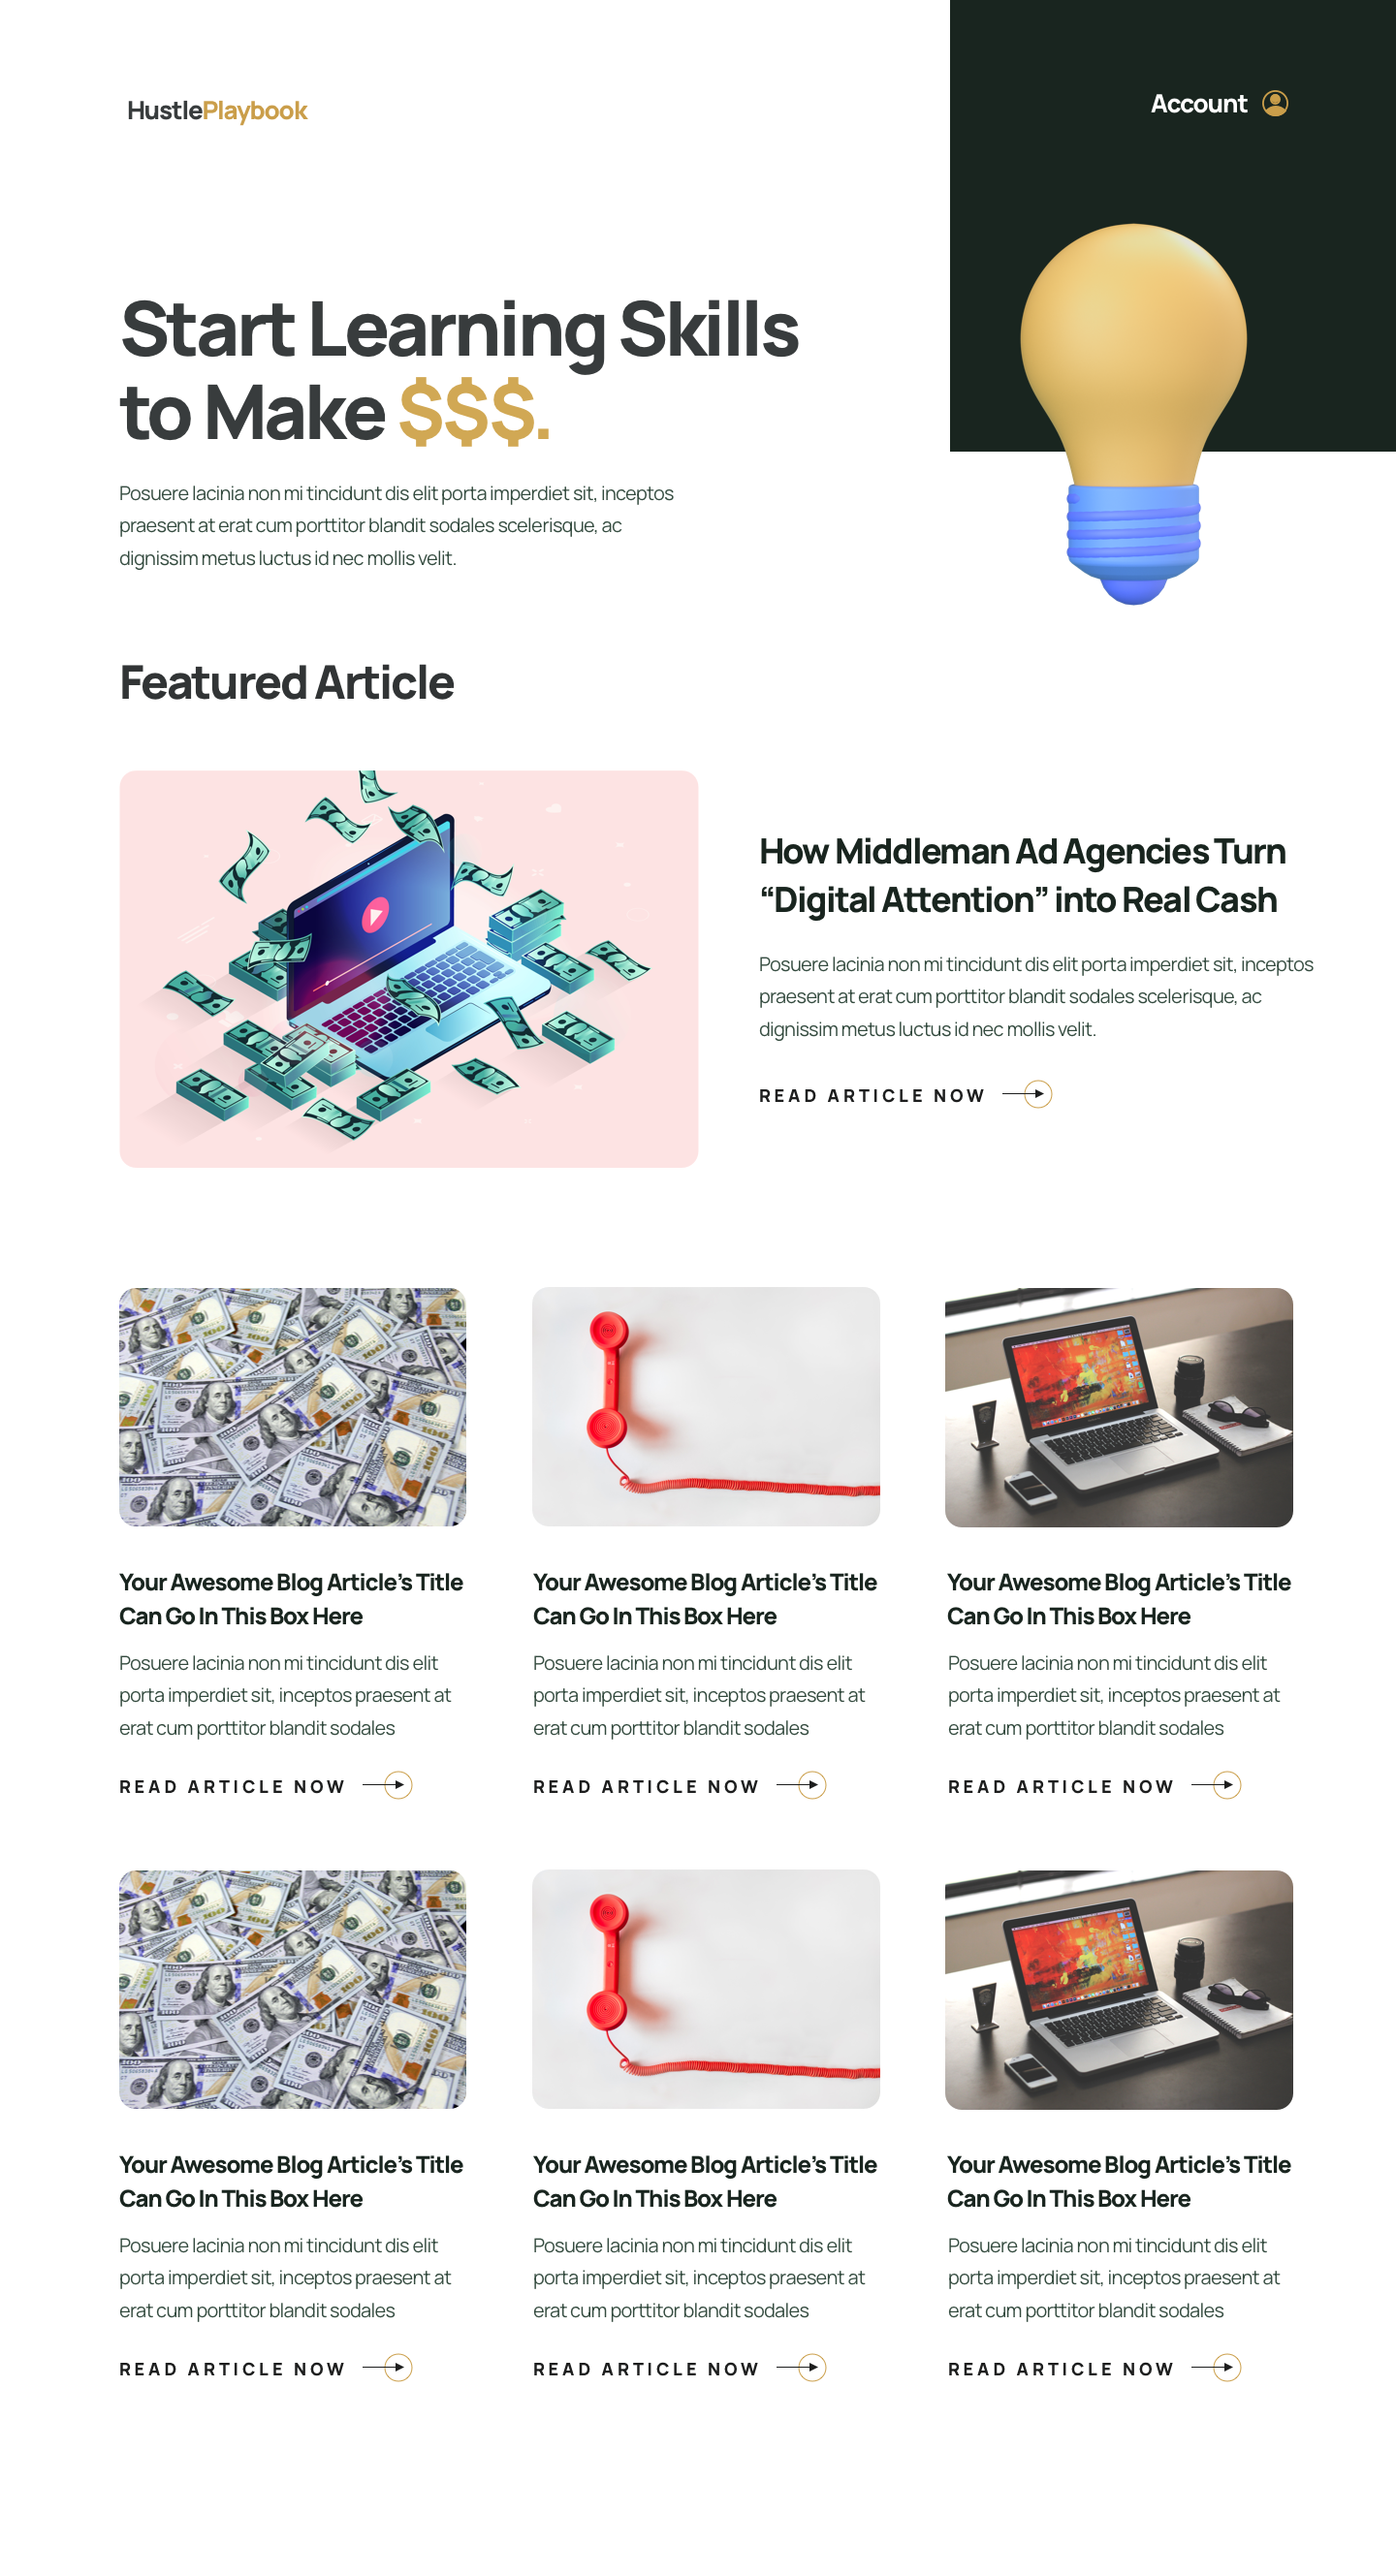 HustlePlaybook
Account
Start Learning Skills
to Make $$$.
Posuere lacinia non mi tincidunt dis elit porta imperdiet sit, inceptos
praesent at erat cum porttitor blandit sodales scelerisque, ac
dignissim metus luctus id nec mollis velit.
Featured Article
How Middleman Ad Agencies Turn
“Digital Attention” into Real Cash
Posuere lacinia non mi tincidunt dis elit porta imperdiet sit, inceptos
praesent at erat cum porttitor blandit sodales scelerisque, ac
dignissim metus luctus id nec mollis velit.
READ ARTICLE NOW
Your Awesome Blog Article’s Title
Can Go In This Box Here
Posuere lacinia non mi tincidunt dis elit
porta imperdiet sit, inceptos praesent at
erat cum porttitor blandit sodales
READ ARTICLE NOW
Your Awesome Blog Article’s Title
Can Go In This Box Here
Posuere lacinia non mi tincidunt dis elit
porta imperdiet sit, inceptos praesent at
erat cum porttitor blandit sodales
READ ARTICLE NOW
Your Awesome Blog Article’s Title
Can Go In This Box Here
Posuere lacinia non mi tincidunt dis elit
porta imperdiet sit, inceptos praesent at
erat cum porttitor blandit sodales
READ ARTICLE NOW
Your Awesome Blog Article’s Title
Can Go In This Box Here
Posuere lacinia non mi tincidunt dis elit
porta imperdiet sit, inceptos praesent at
erat cum porttitor blandit sodales
READ ARTICLE NOW
Your Awesome Blog Article’s Title
Can Go In This Box Here
Posuere lacinia non mi tincidunt dis elit
porta imperdiet sit, inceptos praesent at
erat cum porttitor blandit sodales
READ ARTICLE NOW
Your Awesome Blog Article’s Title
Can Go In This Box Here
Posuere lacinia non mi tincidunt dis elit
porta imperdiet sit, inceptos praesent at
erat cum porttitor blandit sodales
READ ARTICLE NOW